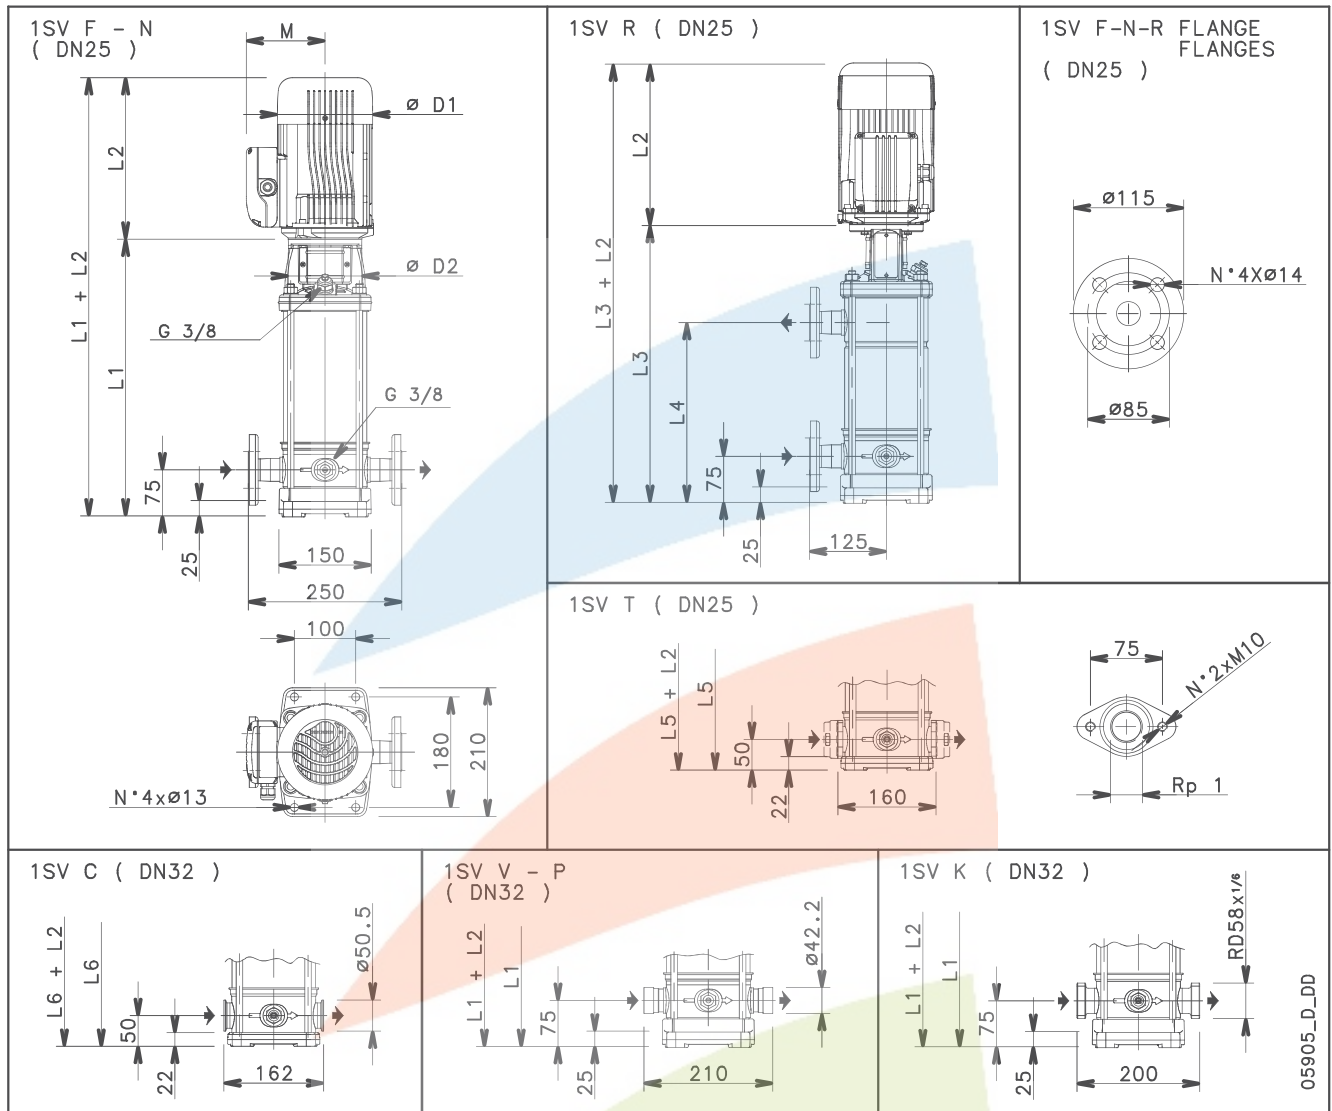 1SV F - N
( DN25 )
M
ø D1
L2
L1 + L2
ø D2
G 3/8
L1
G 3/8
75
25
150
250
100
180
210
N°4xø13
1SV R ( DN25 )
L2
L3 + L2
L3
L4
75
25
125
1SV F-N-R FLANGE
FLANGES
( DN25 )
ø115
N°4Xø14
ø85
1SV T ( DN25 )
L5 + L2
L5
50
22
160
75
N°2xM10
Rp 1
1SV C ( DN32 )
L6 + L2
L6
50
22
162
ø50.5
1SV V - P
( DN32 )
L1 + L2
L1
75
25
210
ø42.2
1SV K ( DN32 )
L1 + L2
L1
75
25
200
RD58x1/6
05905_D_DD